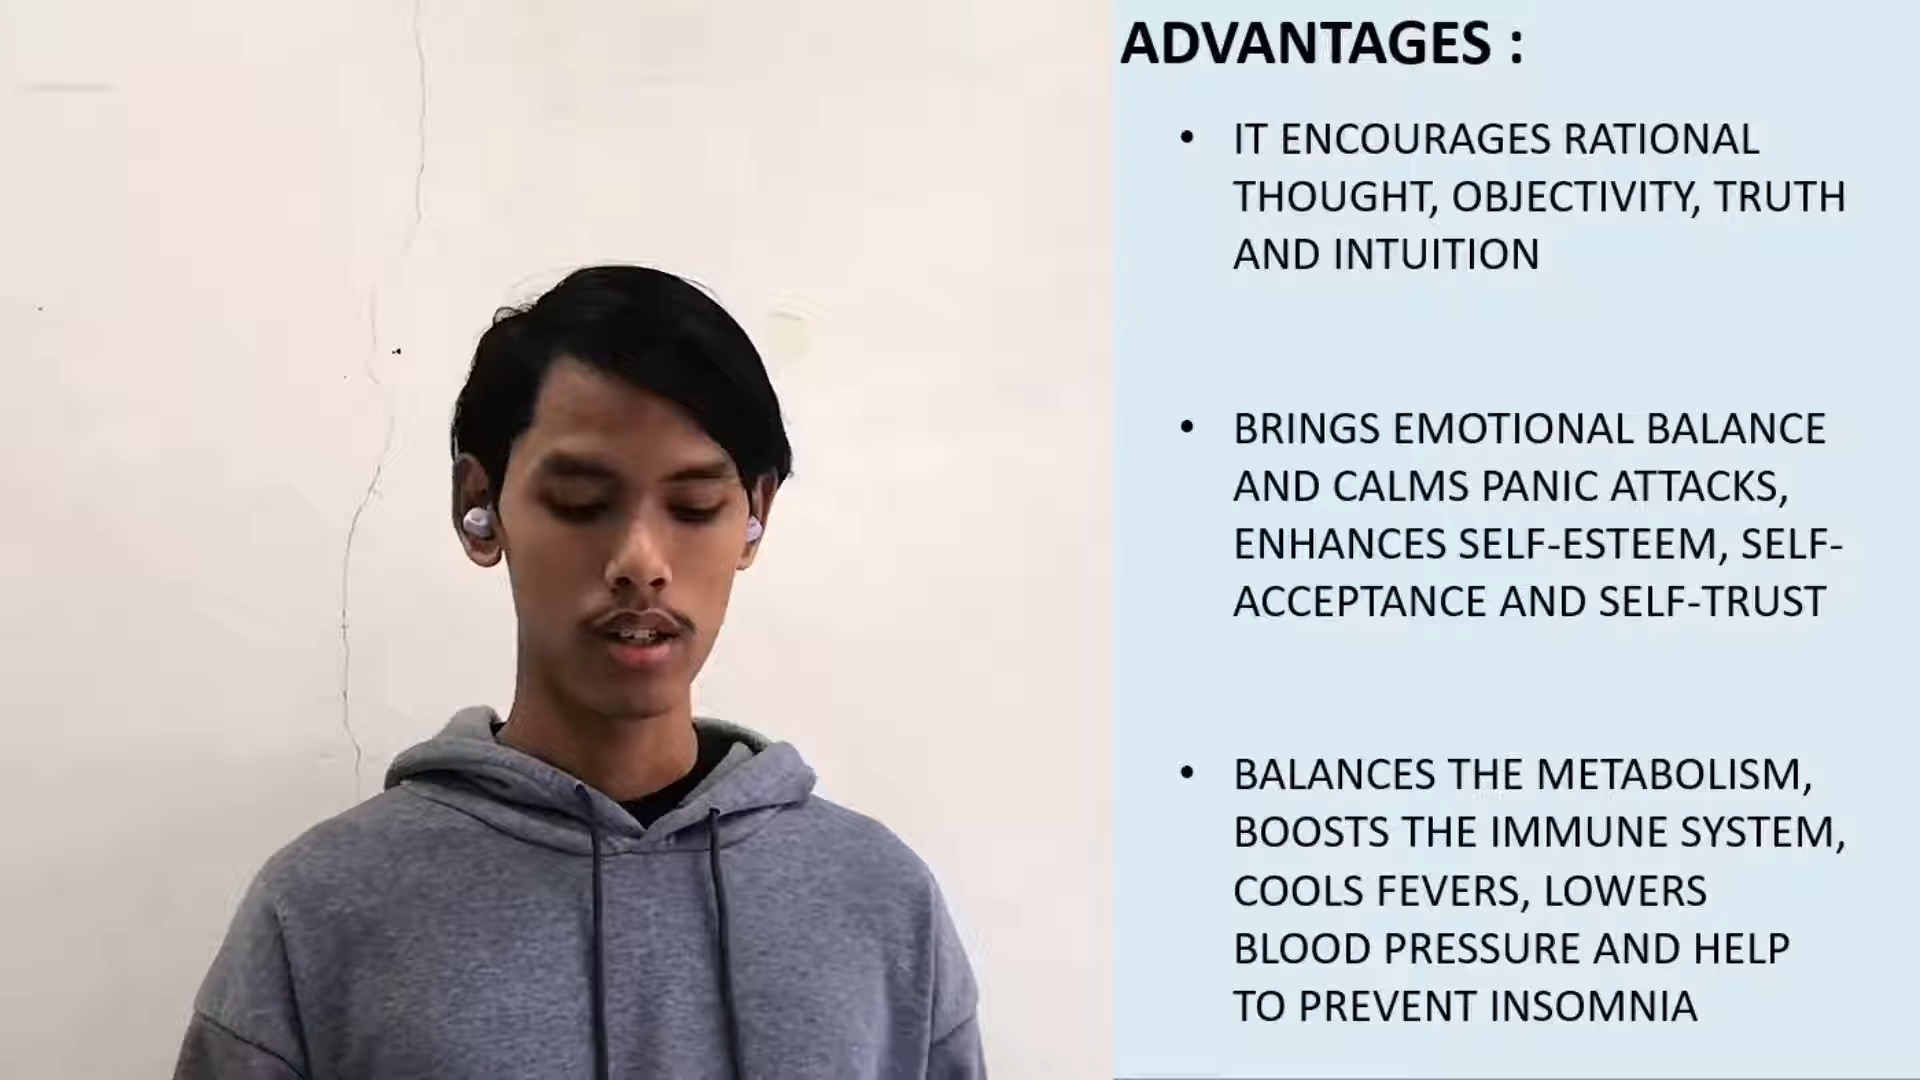 ADVANTAGES :
• IT ENCOURAGES RATIONAL
THOUGHT, OBJECTIVITY, TRUTH
AND INTUITION
• BRINGS EMOTIONAL BALANCE
AND CALMS PANIC ATTACKS,
ENHANCES SELF-ESTEEM, SELF-
ACCEPTANCE AND SELF-TRUST
• BALANCES THE METABOLISM,
BOOSTS THE IMMUNE SYSTEM,
COOLS FEVERS, LOWERS
BLOOD PRESSURE AND HELP
TO PREVENT INSOMNIA